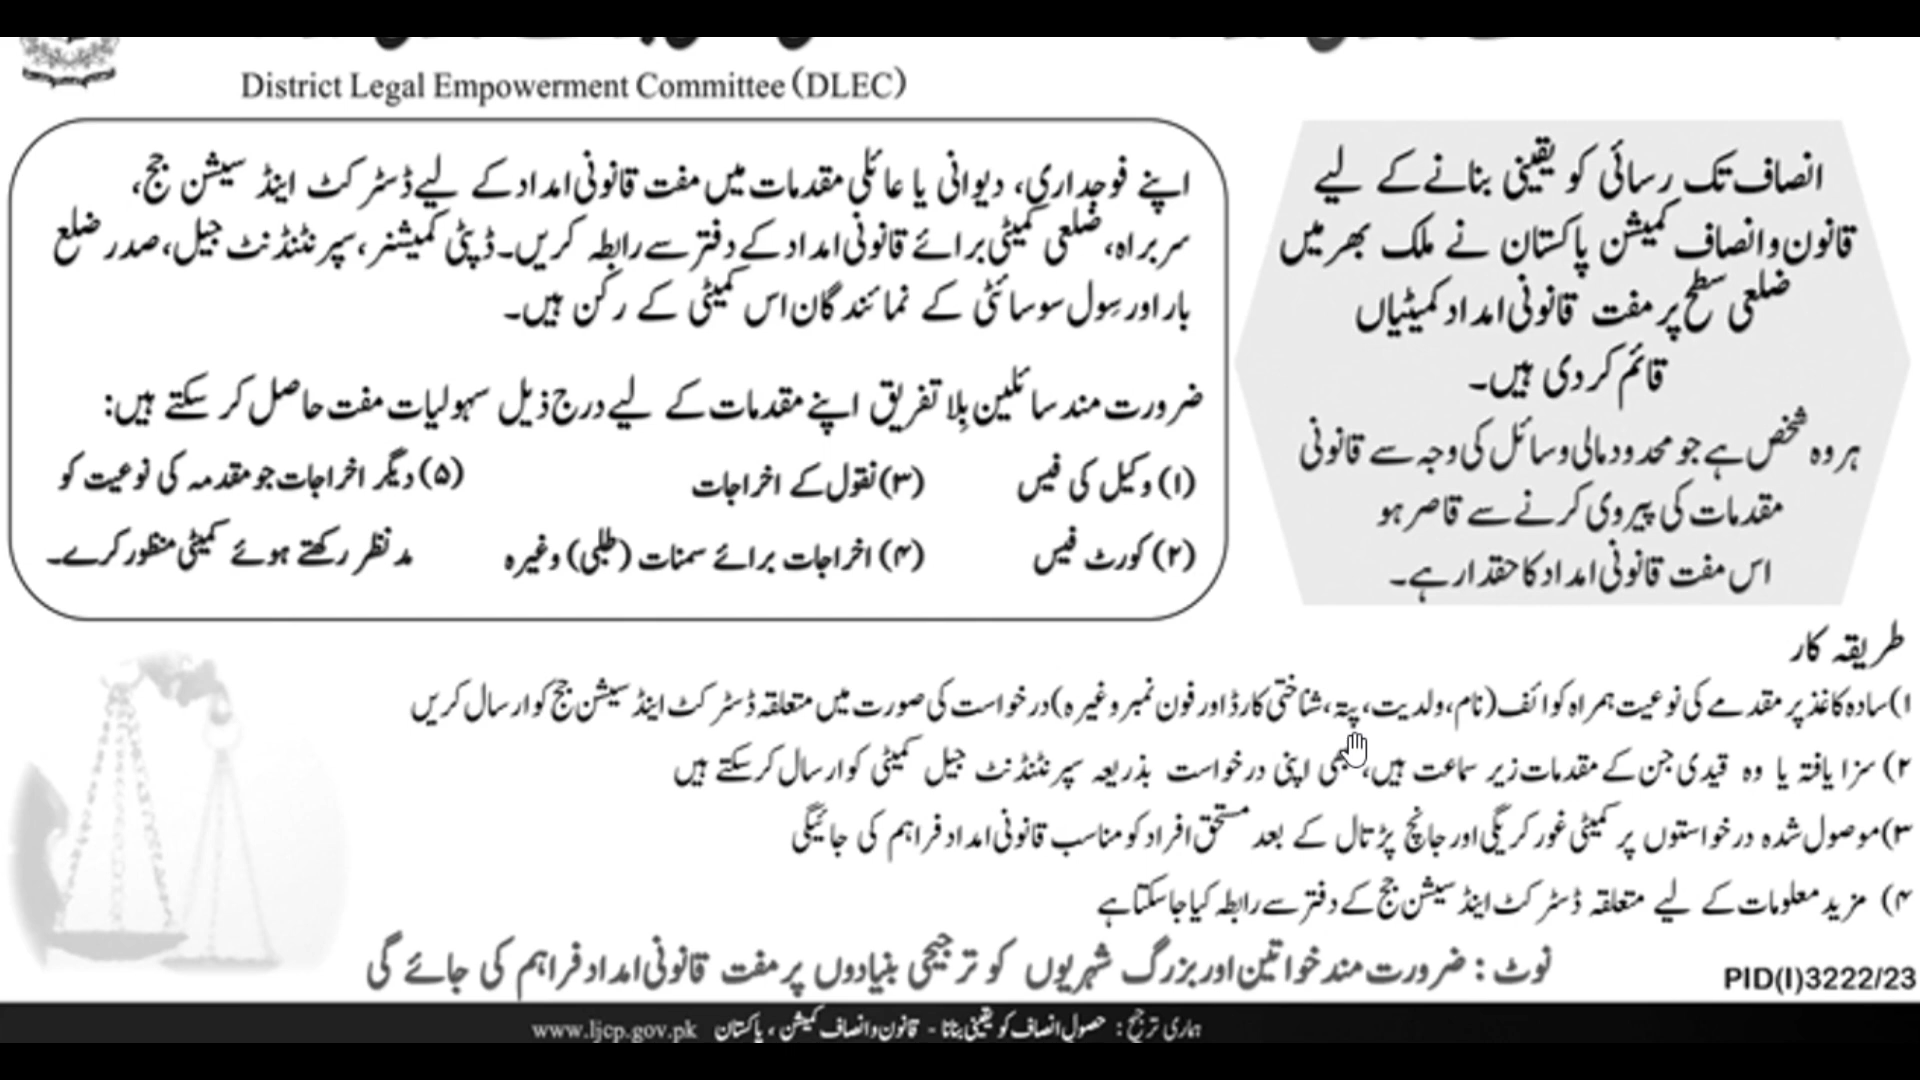 District Legal Empowerment Committee (DLEC)
انصاف تک رسائی کو یقینی بنانے کے لیے
قانون و انصاف کمیشن پاکستان نے ملک بھر میں
ضلعی سطح پر مفت قانونی امداد کمیٹیاں
قائم کر دی ہیں۔
ہر وہ شخص ہے جو محدود مالی وسائل کی وجہ سے قانونی
مقدمات کی پیروی کرنے سے قاصر ہو
اس مفت قانونی امداد کا حقدار ہے۔
اپنے فوجداری، دیوانی یا عائلی مقدمات میں مفت قانونی امداد کے لیے ڈسٹرکٹ اینڈ سیشن جج،
سربراہ، ضلعی کمیٹی برائے قانونی امداد کے دفتر سے رابطہ کریں۔ ڈپٹی کمیشنر، سپرنٹنڈنٹ جیل، صدر ضلع
بار اور سِول سوسائٹی کے نمائندگان اس کمیٹی کے رکن ہیں۔
ضرورت مند سائلین بِلا تفریق اپنے مقدمات کے لیے درج ذیل سہولیات مفت حاصل کر سکتے ہیں:
(۱) وکیل کی فیس
(۲) کورٹ فیس
(۳) نقول کے اخراجات
(۴) اخراجات برائے سمنات (طلبی) وغیرہ
(۵) دیگر اخراجات جو مقدمہ کی نوعیت کو
مد نظر رکھتے ہوئے کمیٹی منظور کرے۔
طریقہ کار
۱) سادہ کاغذ پر مقدمے کی نوعیت ہمراہ کوائف (نام، ولدیت، پتہ، شناختی کارڈ اور فون نمبر وغیرہ) درخواست کی صورت میں متعلقہ ڈسٹرکٹ اینڈ سیشن جج کو ارسال کریں
۲) سزا یافتہ یا وہ قیدی جن کے مقدمات زیر سماعت ہیں، بھی اپنی درخواست بذریعہ سپرنٹنڈنٹ جیل کمیٹی کو ارسال کر سکتے ہیں
۳) موصول شدہ درخواستوں پر کمیٹی غور کریگی اور جانچ پڑتال کے بعد مستحق افراد کو مناسب قانونی امداد فراہم کی جائیگی
۴) مزید معلومات کے لیے متعلقہ ڈسٹرکٹ اینڈ سیشن جج کے دفتر سے رابطہ کیا جا سکتا ہے
نوٹ : ضرورت مند خواتین اور بزرگ شہریوں کو ترجیحی بنیادوں پر مفت قانونی امداد فراہم کی جائے گی
PID(I)3222/23
ہماری ترجیح : حصول انصاف کو یقینی بنانا - قانون و انصاف کمیشن ، پاکستان www.ljcp.gov.pk